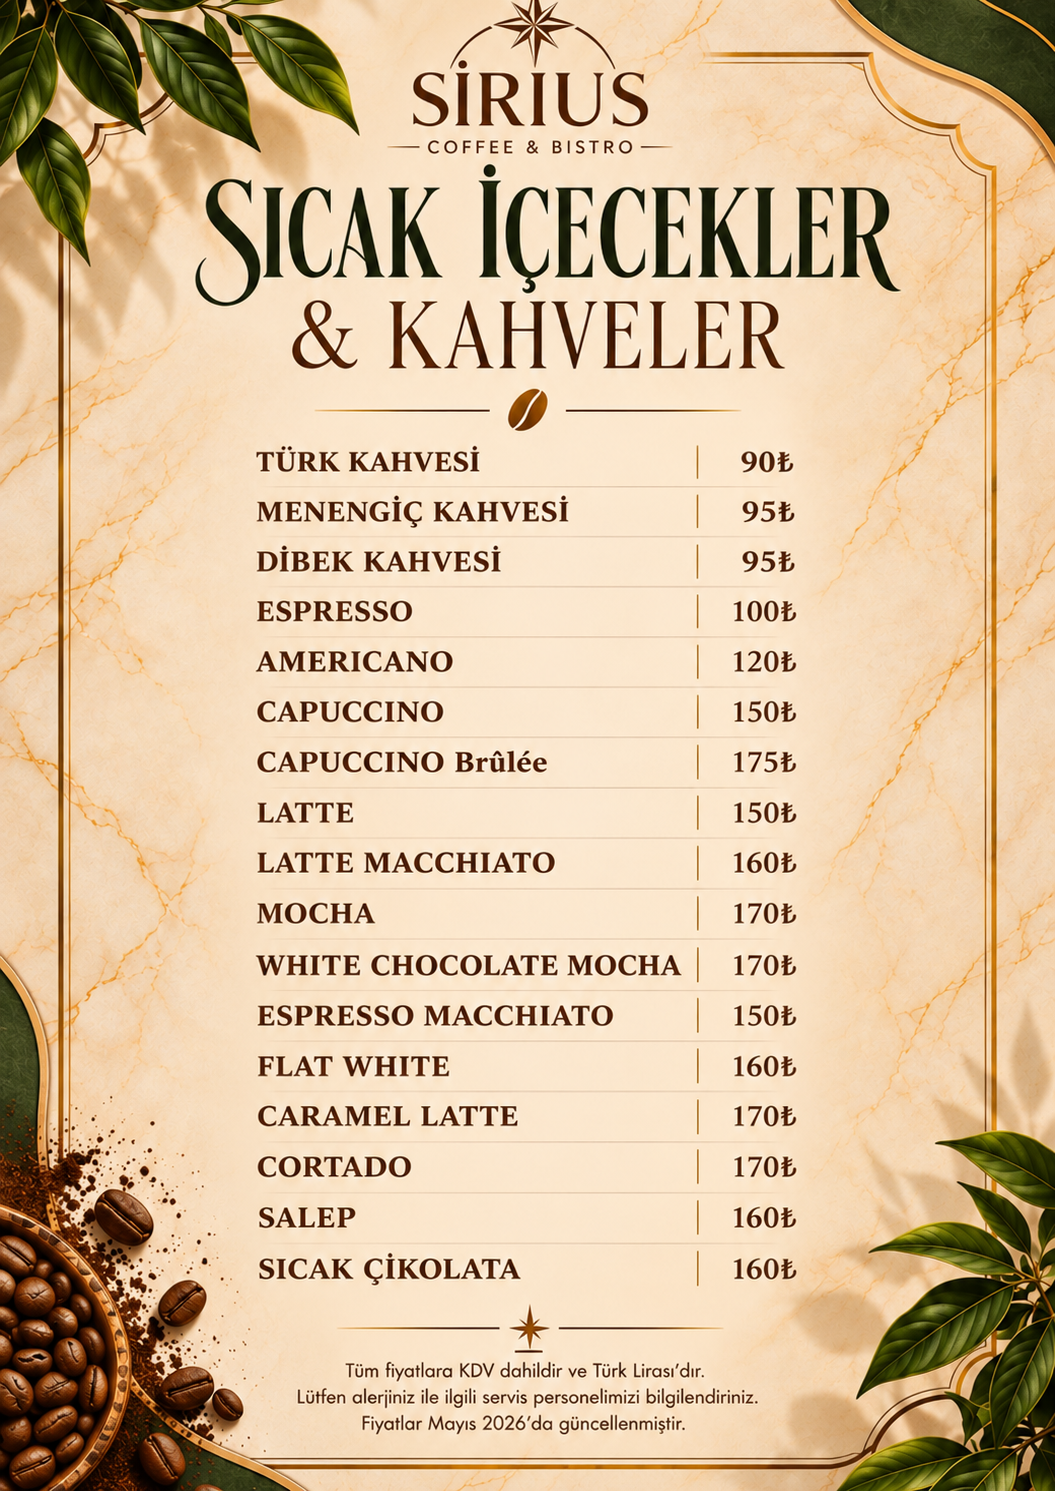 SİRIUS
COFFEE & BISTRO
SICAK İÇECEKLER
& KAHVELER
TÜRK KAHVESİ 90₺
MENENGİÇ KAHVESİ 95₺
DİBEK KAHVESİ 95₺
ESPRESSO 100₺
AMERICANO 120₺
CAPUCCINO 150₺
CAPUCCINO Brûlée 175₺
LATTE 150₺
LATTE MACCHIATO 160₺
MOCHA 170₺
WHITE CHOCOLATE MOCHA 170₺
ESPRESSO MACCHIATO 150₺
FLAT WHITE 160₺
CARAMEL LATTE 170₺
CORTADO 170₺
SALEP 160₺
SICAK ÇİKOLATA 160₺
Tüm fiyatlara KDV dahildir ve Türk Lirası'dır.
Lütfen alerjiniz ile ilgili servis personelimizi bilgilendiriniz.
Fiyatlar Mayıs 2026'da güncellenmiştir.